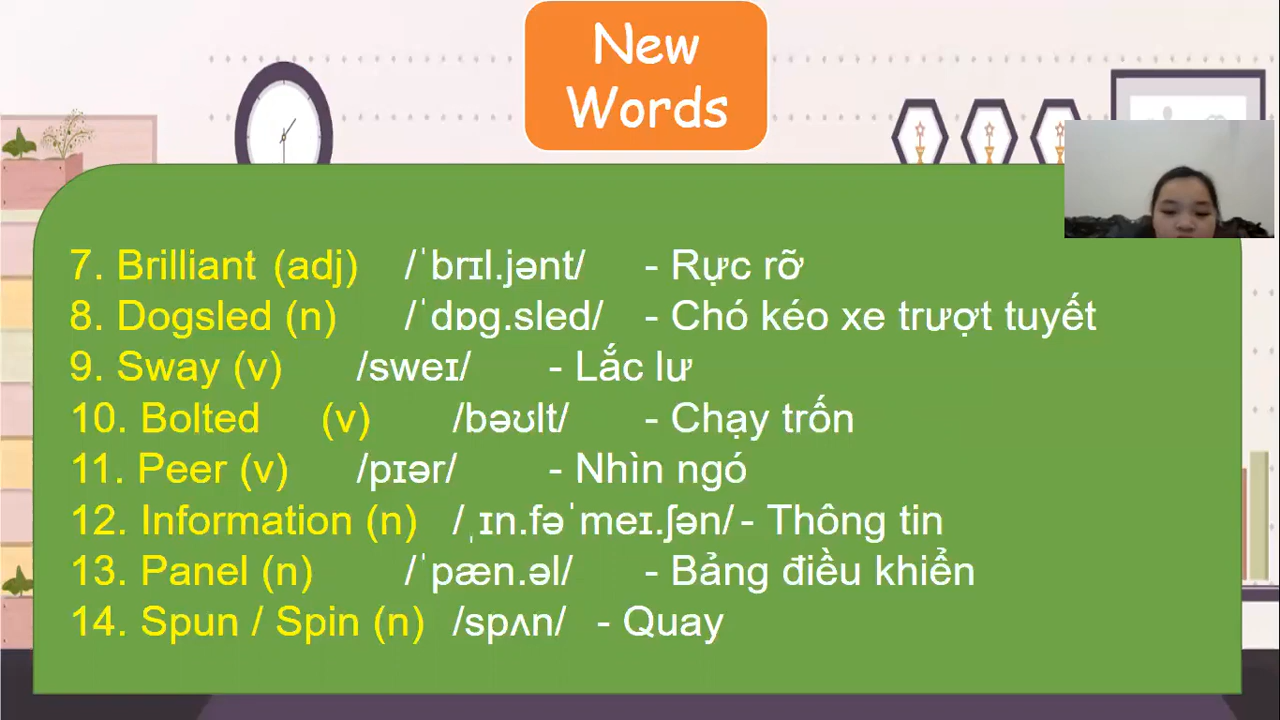 New
Words
7. Brilliant (adj) /ˈbrɪl.jənt/ - Rực rỡ
8. Dogsled (n) /ˈdɒg.sled/ - Chó kéo xe trượt tuyết
9. Sway (v) /sweɪ/ - Lắc lư
10. Bolted (v) /bəʊlt/ - Chạy trốn
11. Peer (v) /pɪər/ - Nhìn ngó
12. Information (n) /ˌɪn.fəˈmeɪ.ʃən/ - Thông tin
13. Panel (n) /ˈpæn.əl/ - Bảng điều khiển
14. Spun / Spin (n) /spʌn/ - Quay